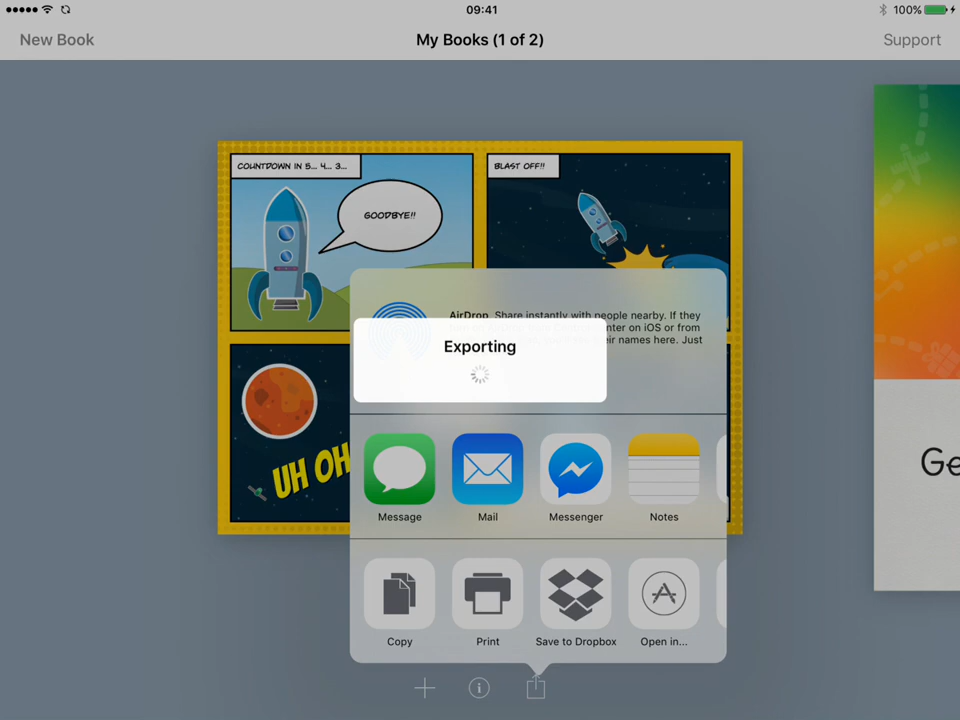 09:41
100%
New Book
My Books (1 of 2)
Support
COUNTDOWN IN 5... 4... 3...
GOODBYE!!
BLAST OFF!!
UH OH
Ge
AirDrop. Share instantly with people nearby. If they
enter on iOS or from
their names here. Just
Exporting
Message
Mail
Messenger
Notes
Copy
Print
Save to Dropbox
Open in...